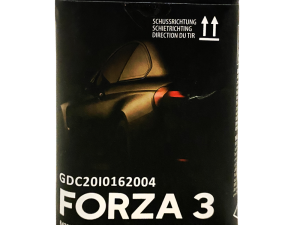 SCHUSSRICHTUNG
SCHIETRICHTING
DIRECTION DU TIR
GDC20I0162004
FORZA 3